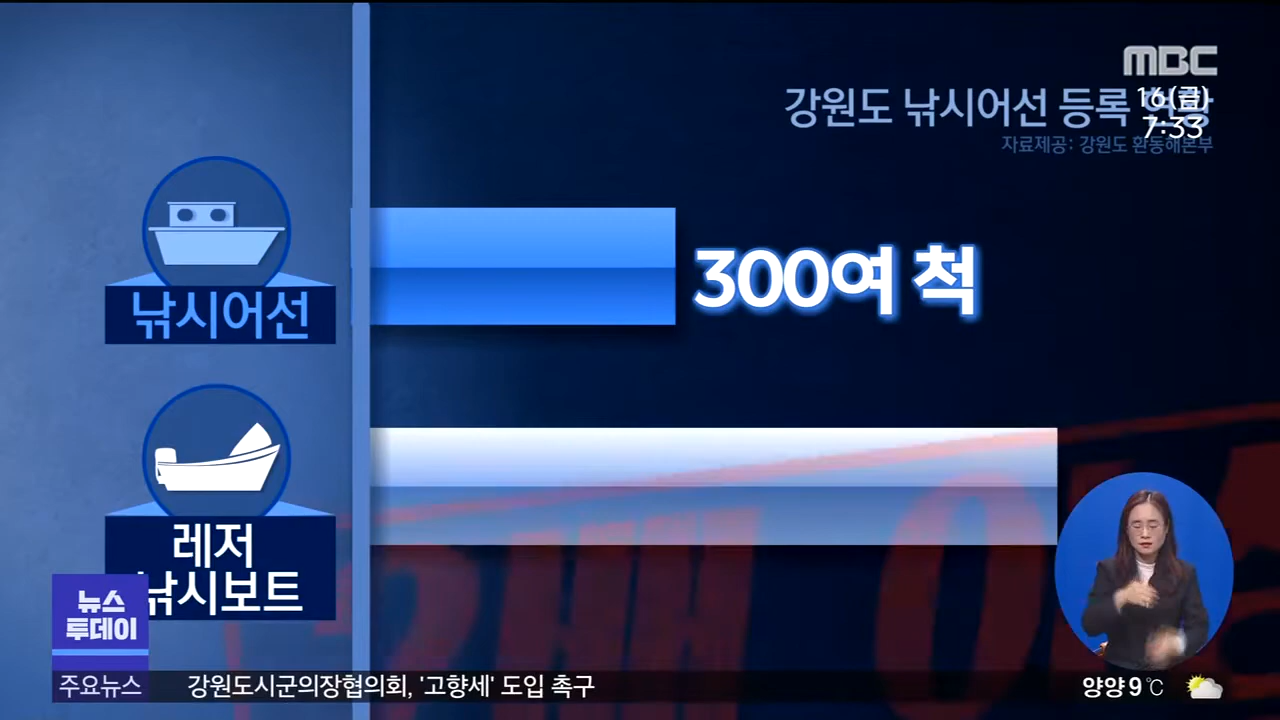 MBC
16(금)
7:33
강원도 낚시어선 등록 현황
자료제공: 강원도 환동해본부
낚시어선
300여 척
레저
낚시보트
뉴스
투데이
주요뉴스
강원도시군의장협의회, '고향세' 도입 촉구
양양 9℃